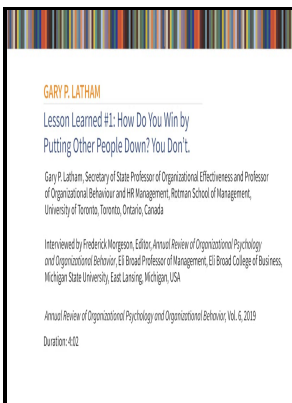 GARY P. LATHAM
Lesson Learned #1: How Do You Win by
Putting Other People Down? You Don't.
Gary P. Latham, Secretary of State Professor of Organizational Effectiveness and Professor
of Organizational Behaviour and HR Management, Rotman School of Management,
University of Toronto, Toronto, Ontario, Canada
Interviewed by Frederick Morgeson, Editor, Annual Review of Organizational Psychology
and Organizational Behavior, Eli Broad Professor of Management, Eli Broad College of Business,
Michigan State University, East Lansing, Michigan, USA
Annual Review of Organizational Psychology and Organizational Behavior, Vol. 6, 2019
Duration: 4:02